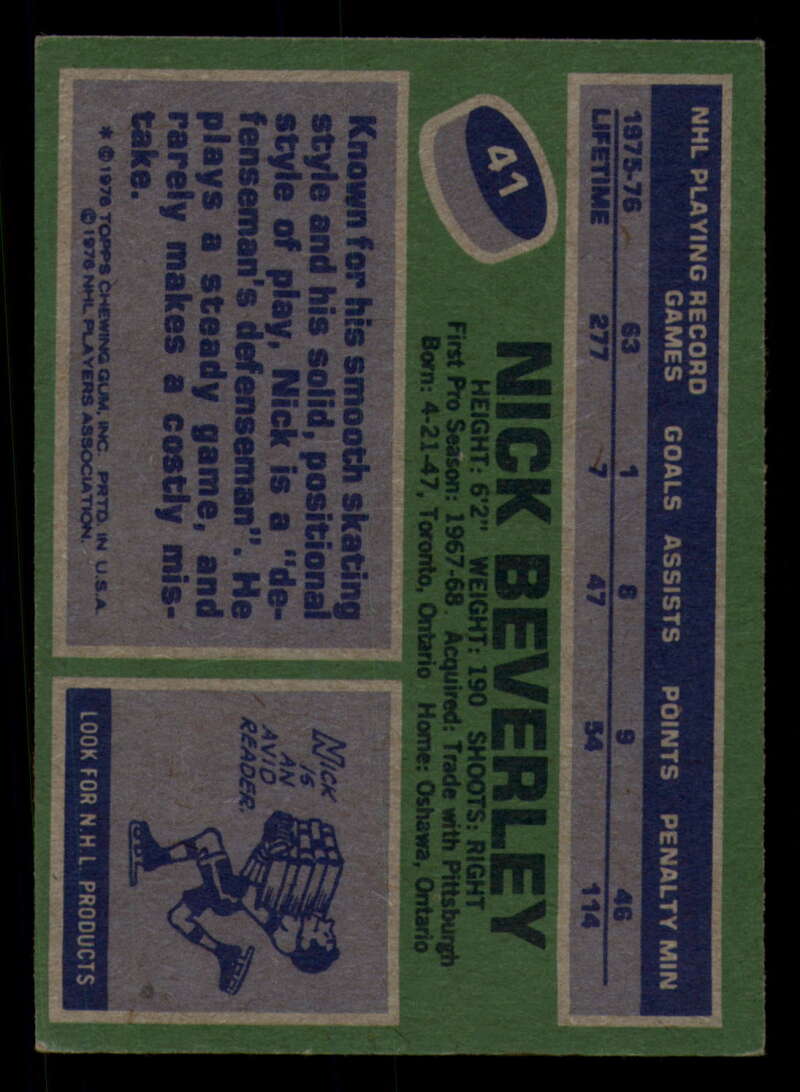 NHL PLAYING RECORD
GAMES GOALS ASSISTS POINTS PENALTY MIN
1975-76 63 1 8 9 46
LIFETIME 277 7 47 54 114
41
NICK BEVERLEY
HEIGHT: 6'2" WEIGHT: 190 SHOOTS: RIGHT
First Pro Season: 1967-68 Acquired: Trade with Pittsburgh
Born: 4-21-47, Toronto, Ontario Home: Oshawa, Ontario
Known for his smooth skating
style and his solid, positional
style of play, Nick is a "de-
fenseman's defenseman". He
plays a steady game, and
rarely makes a costly mis-
take.
* © 1976 TOPPS CHEWING GUM, INC. PRTD. IN U.S.A.
© 1976 NHL PLAYERS ASSOCIATION.
NICK
IS
AN
AVID
READER.
LOOK FOR N.H.L. PRODUCTS